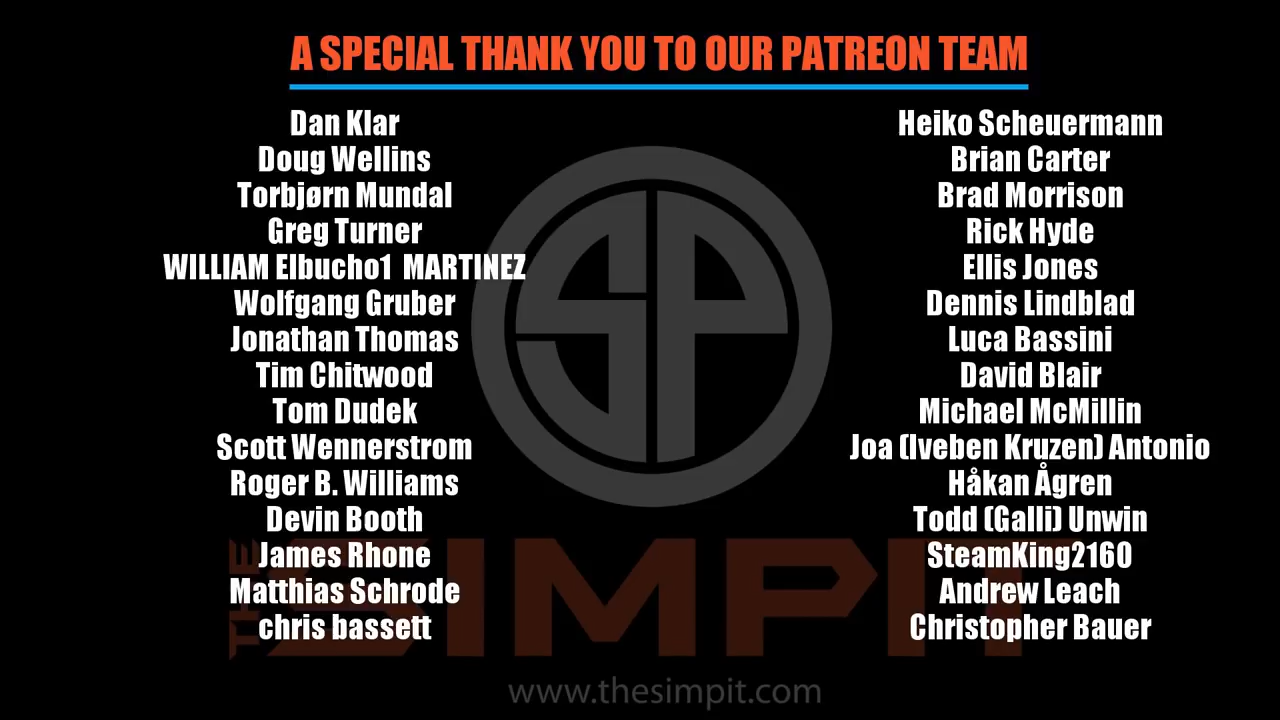 A SPECIAL THANK YOU TO OUR PATREON TEAM
Dan Klar
Doug Wellins
Torbjørn Mundal
Greg Turner
WILLIAM Elbucho1 MARTINEZ
Wolfgang Gruber
Jonathan Thomas
Tim Chitwood
Tom Dudek
Scott Wennerstrom
Roger B. Williams
Devin Booth
James Rhone
Matthias Schrode
chris bassett
Heiko Scheuermann
Brian Carter
Brad Morrison
Rick Hyde
Ellis Jones
Dennis Lindblad
Luca Bassini
David Blair
Michael McMillin
Joa (Iveben Kruzen) Antonio
Håkan Ågren
Todd (Galli) Unwin
SteamKing2160
Andrew Leach
Christopher Bauer
SP
THE SIMPIT
www.thesimpit.com